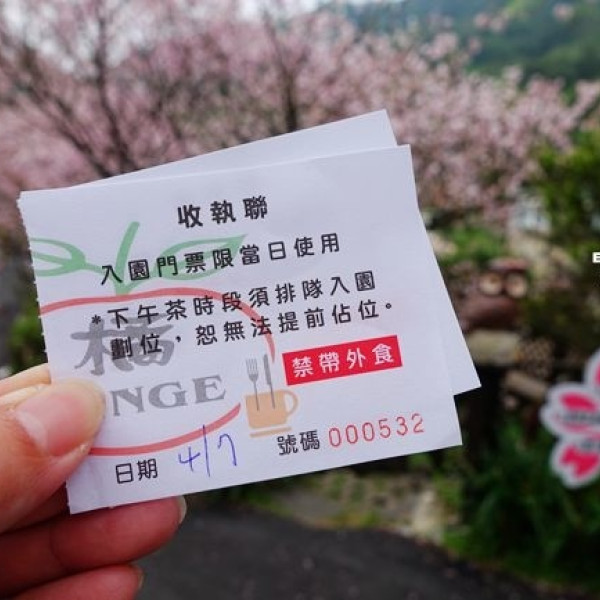 收執聯
入園門票限當日使用
*下午茶時段須排隊入園
劃位，恕無法提前佔位。
橘
NGE
禁帶外食
日期 4/7 號碼 000532